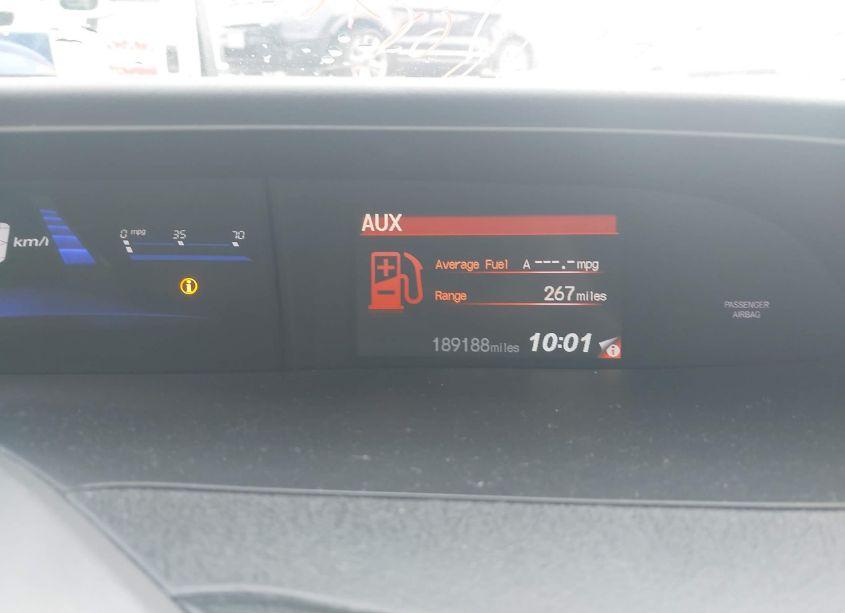 AUX
km/l
0 mpg 35 70
Average Fuel A ---.- mpg
Range 267 miles
189188 miles 10:01
PASSENGER
AIRBAG